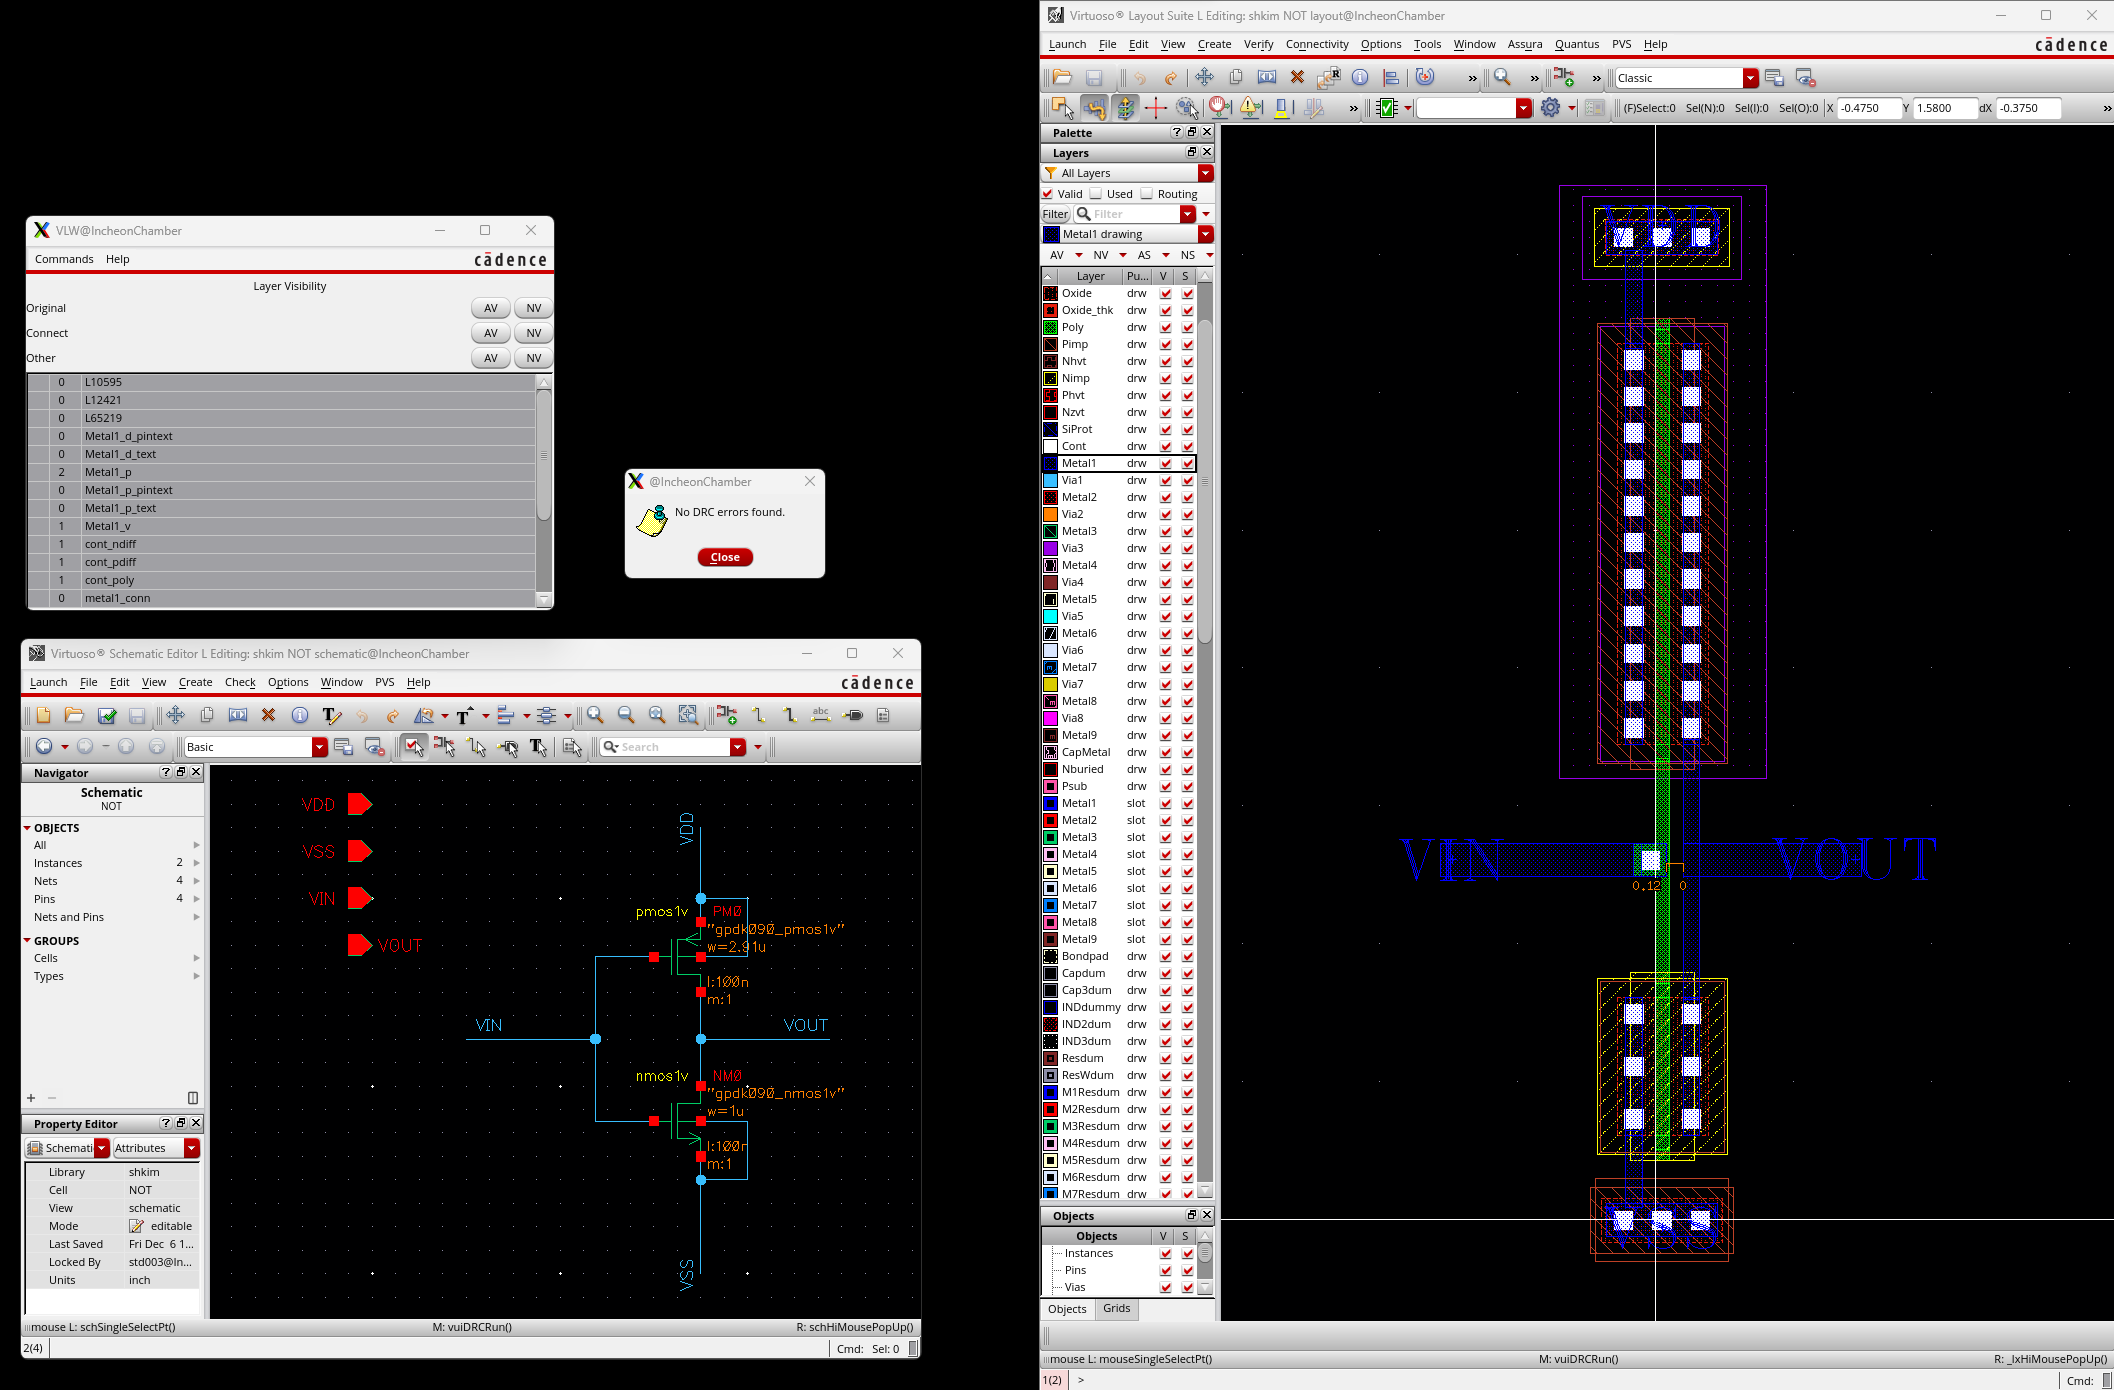 VLW@IncheonChamber
Commands Help
cādence
Layer Visibility
Original AV NV
Connect AV NV
Other AV NV
0 L10595
0 L12421
0 L65219
0 Metal1_d_pintext
0 Metal1_d_text
2 Metal1_p
0 Metal1_p_pintext
0 Metal1_p_text
1 Metal1_v
1 cont_ndiff
1 cont_pdiff
1 cont_poly
0 metal1_conn
@IncheonChamber
No DRC errors found.
Close
Virtuoso® Schematic Editor L Editing: shkim NOT schematic@IncheonChamber
Launch File Edit View Create Check Options Window PVS Help
cādence
Basic
Search
Navigator
Schematic
NOT
OBJECTS
All
Instances 2
Nets 4
Pins 4
Nets and Pins
GROUPS
Cells
Types
Property Editor
Schemati Attributes
Library shkim
Cell NOT
View schematic
Mode editable
Last Saved Fri Dec 6 1...
Locked By std003@In...
Units inch
VDD
VSS
VIN
VOUT
VDD
pmos1v PM0
"gpdk090_pmos1v"
w=2.91u
l:100n
m:1
VIN VOUT
nmos1v NM0
"gpdk090_nmos1v"
w=1u
l:100n
m:1
VSS
mouse L: schSingleSelectPt() M: vuiDRCRun() R: schHiMousePopUp()
2(4) Cmd: Sel: 0
Virtuoso® Layout Suite L Editing: shkim NOT layout@IncheonChamber
Launch File Edit View Create Verify Connectivity Options Tools Window Assura Quantus PVS Help
cādence
Classic
(F)Select:0 Sel(N):0 Sel(I):0 Sel(O):0 X -0.4750 Y 1.5800 dX -0.3750
Palette
Layers
All Layers
Valid Used Routing
Filter Filter
Metal1 drawing
AV NV AS NS
Layer Pu... V S
Oxide drw
Oxide_thk drw
Poly drw
Pimp drw
Nhvt drw
Nimp drw
Phvt drw
Nzvt drw
SiProt drw
Cont drw
Metal1 drw
Via1 drw
Metal2 drw
Via2 drw
Metal3 drw
Via3 drw
Metal4 drw
Via4 drw
Metal5 drw
Via5 drw
Metal6 drw
Via6 drw
Metal7 drw
Via7 drw
Metal8 drw
Via8 drw
Metal9 drw
CapMetal drw
Nburied drw
Psub drw
Metal1 slot
Metal2 slot
Metal3 slot
Metal4 slot
Metal5 slot
Metal6 slot
Metal7 slot
Metal8 slot
Metal9 slot
Bondpad drw
Capdum drw
Cap3dum drw
INDdummy drw
IND2dum drw
IND3dum drw
Resdum drw
ResWdum drw
M1Resdum drw
M2Resdum drw
M3Resdum drw
M4Resdum drw
M5Resdum drw
M6Resdum drw
M7Resdum drw
Objects
Objects V S
Instances
Pins
Vias
Objects Grids
VDD
VIN VOUT
0.12 0
VSS
mouse L: mouseSingleSelectPt() M: vuiDRCRun() R: _lxHiMousePopUp()
1(2) > Cmd: